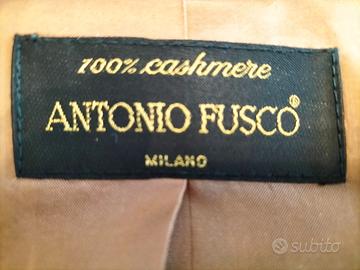 100% cashmere
ANTONIO FUSCO®
MILANO
subito